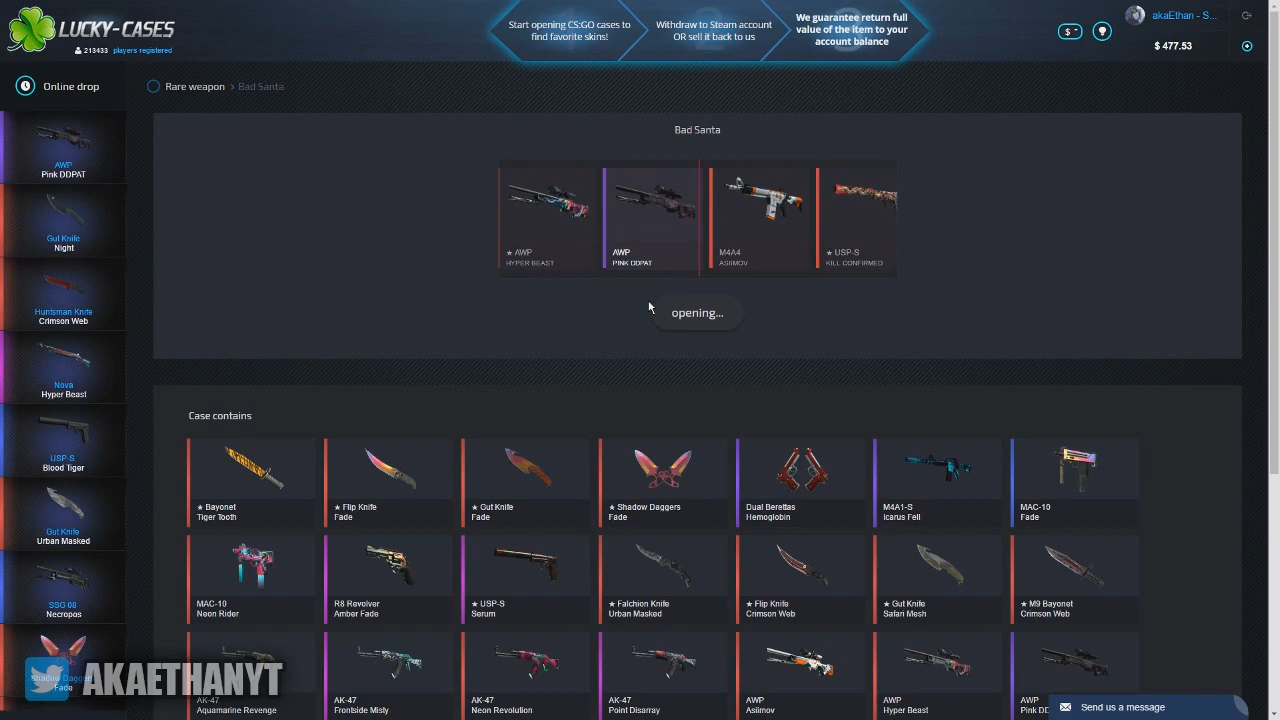 LUCKY-CASES
213433 players registered
Start opening CS:GO cases to
find favorite skins!
Withdraw to Steam account
OR sell it back to us
We guarantee return full
value of the item to your
account balance
$
akaEthan - S...
$ 477.53
Online drop
AWP
Pink DDPAT
Gut Knife
Night
Huntsman Knife
Crimson Web
Nova
Hyper Beast
USP-S
Blood Tiger
Gut Knife
Urban Masked
SSG 08
Necropos
Shadow Daggers
Fade
Rare weapon > Bad Santa
Bad Santa
★ AWP
HYPER BEAST
AWP
PINK DDPAT
M4A4
ASIIMOV
★ USP-S
KILL CONFIRMED
opening...
Case contains
★ Bayonet
Tiger Tooth
★ Flip Knife
Fade
★ Gut Knife
Fade
★ Shadow Daggers
Fade
Dual Berettas
Hemoglobin
M4A1-S
Icarus Fell
MAC-10
Fade
MAC-10
Neon Rider
R8 Revolver
Amber Fade
★ USP-S
Serum
★ Falchion Knife
Urban Masked
★ Flip Knife
Crimson Web
★ Gut Knife
Safari Mesh
★ M9 Bayonet
Crimson Web
AK-47
Aquamarine Revenge
AK-47
Frontside Misty
AK-47
Neon Revolution
AK-47
Point Disarray
AWP
Asiimov
AWP
Hyper Beast
AWP
Pink DD
AKAETHANYT
Send us a message